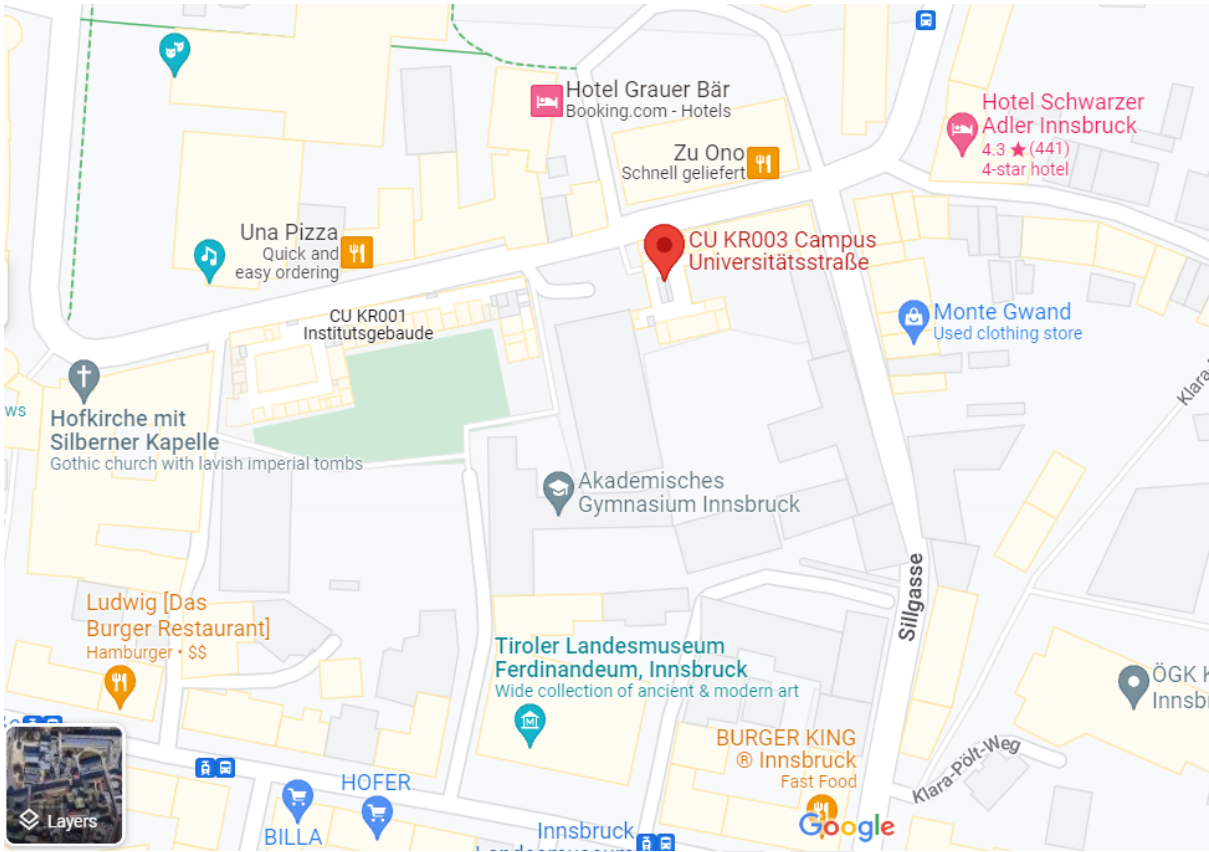 Hotel Grauer Bär
Booking.com - Hotels
Hotel Schwarzer
Adler Innsbruck
4.3 ★ (441)
4-star hotel
Zu Ono
Schnell geliefert
Una Pizza
Quick and
easy ordering
CU KR003 Campus
Universitätsstraße
CU KR001
Institutsgebaude
Monte Gwand
Used clothing store
Klara-
ws
Hofkirche mit
Silberner Kapelle
Gothic church with lavish imperial tombs
Akademisches
Gymnasium Innsbruck
Sillgasse
Ludwig [Das
Burger Restaurant]
Hamburger • $$
Tiroler Landesmuseum
Ferdinandeum, Innsbruck
Wide collection of ancient & modern art
ÖGK K
Innsbr
BURGER KING
® Innsbruck
Fast Food
Klara-Pölt-Weg
Layers
BILLA
HOFER
Google
Innsbruck
Landesmuseum